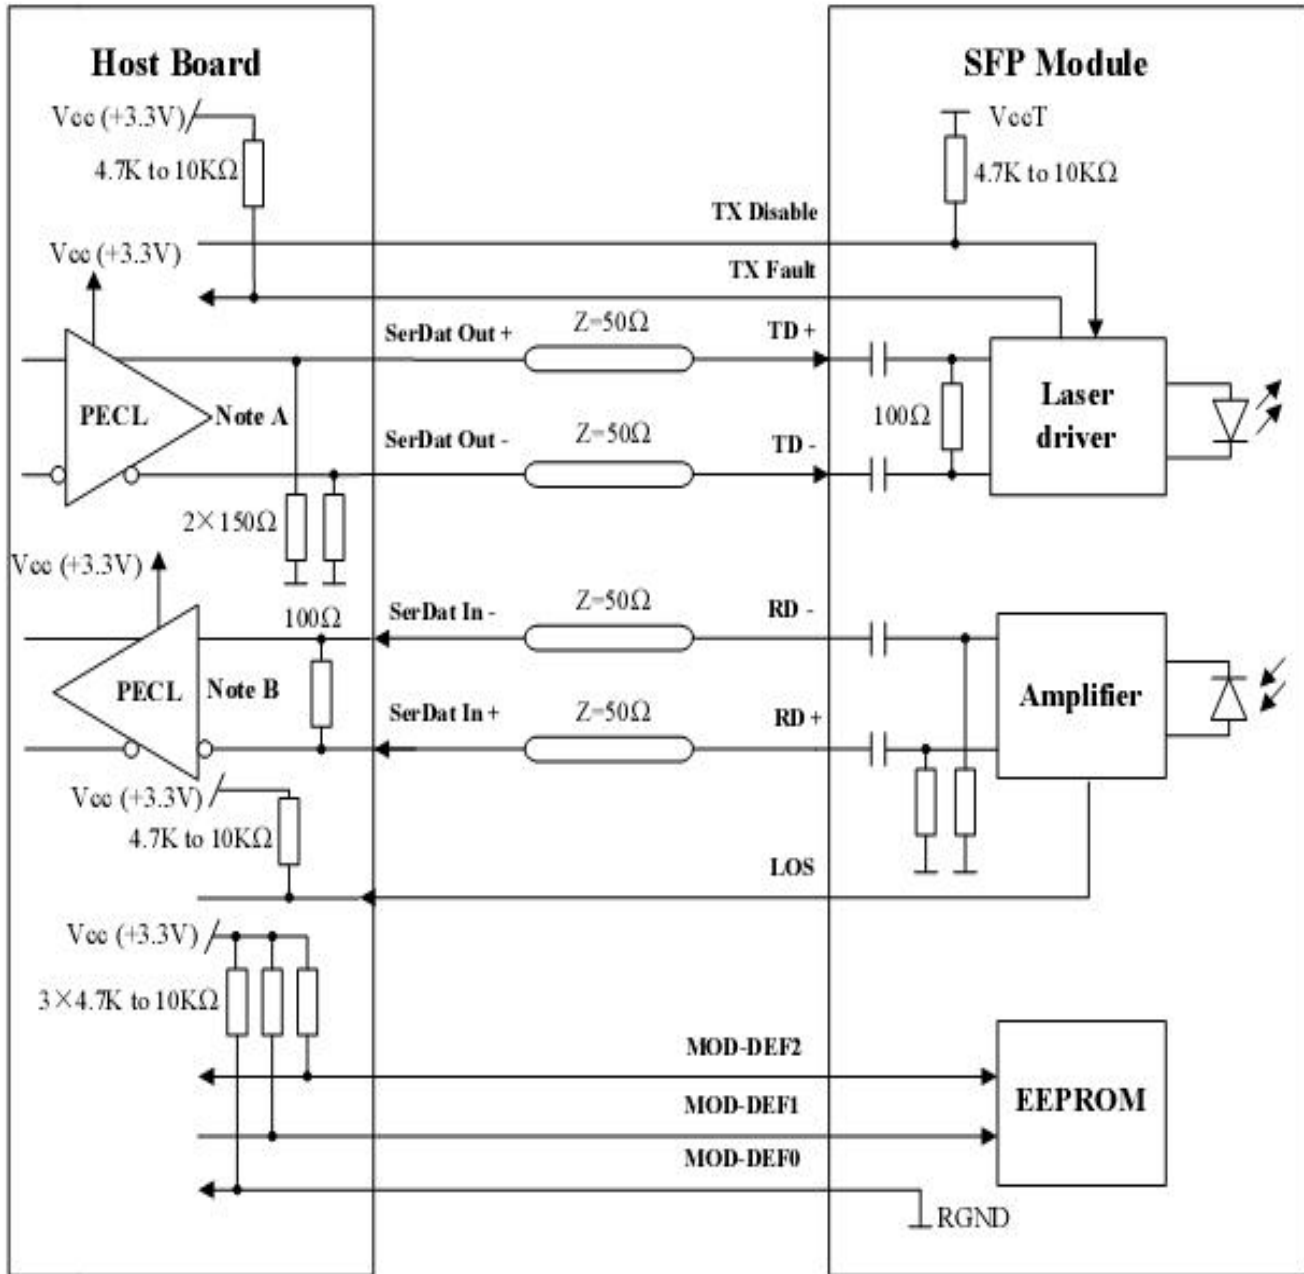 Host Board
SFP Module
Vcc (+3.3V)
VccT
4.7K to 10KΩ
4.7K to 10KΩ
TX Disable
Vcc (+3.3V)
TX Fault
SerDat Out +
Z=50Ω
TD +
PECL
Note A
SerDat Out -
Z=50Ω
TD -
100Ω
Laser
driver
2×150Ω
Vcc (+3.3V)
100Ω
SerDat In -
Z=50Ω
RD -
PECL
Note B
SerDat In +
Z=50Ω
RD +
Amplifier
Vcc (+3.3V)
4.7K to 10KΩ
LOS
Vcc (+3.3V)
3×4.7K to 10KΩ
MOD-DEF2
MOD-DEF1
EEPROM
MOD-DEF0
RGND